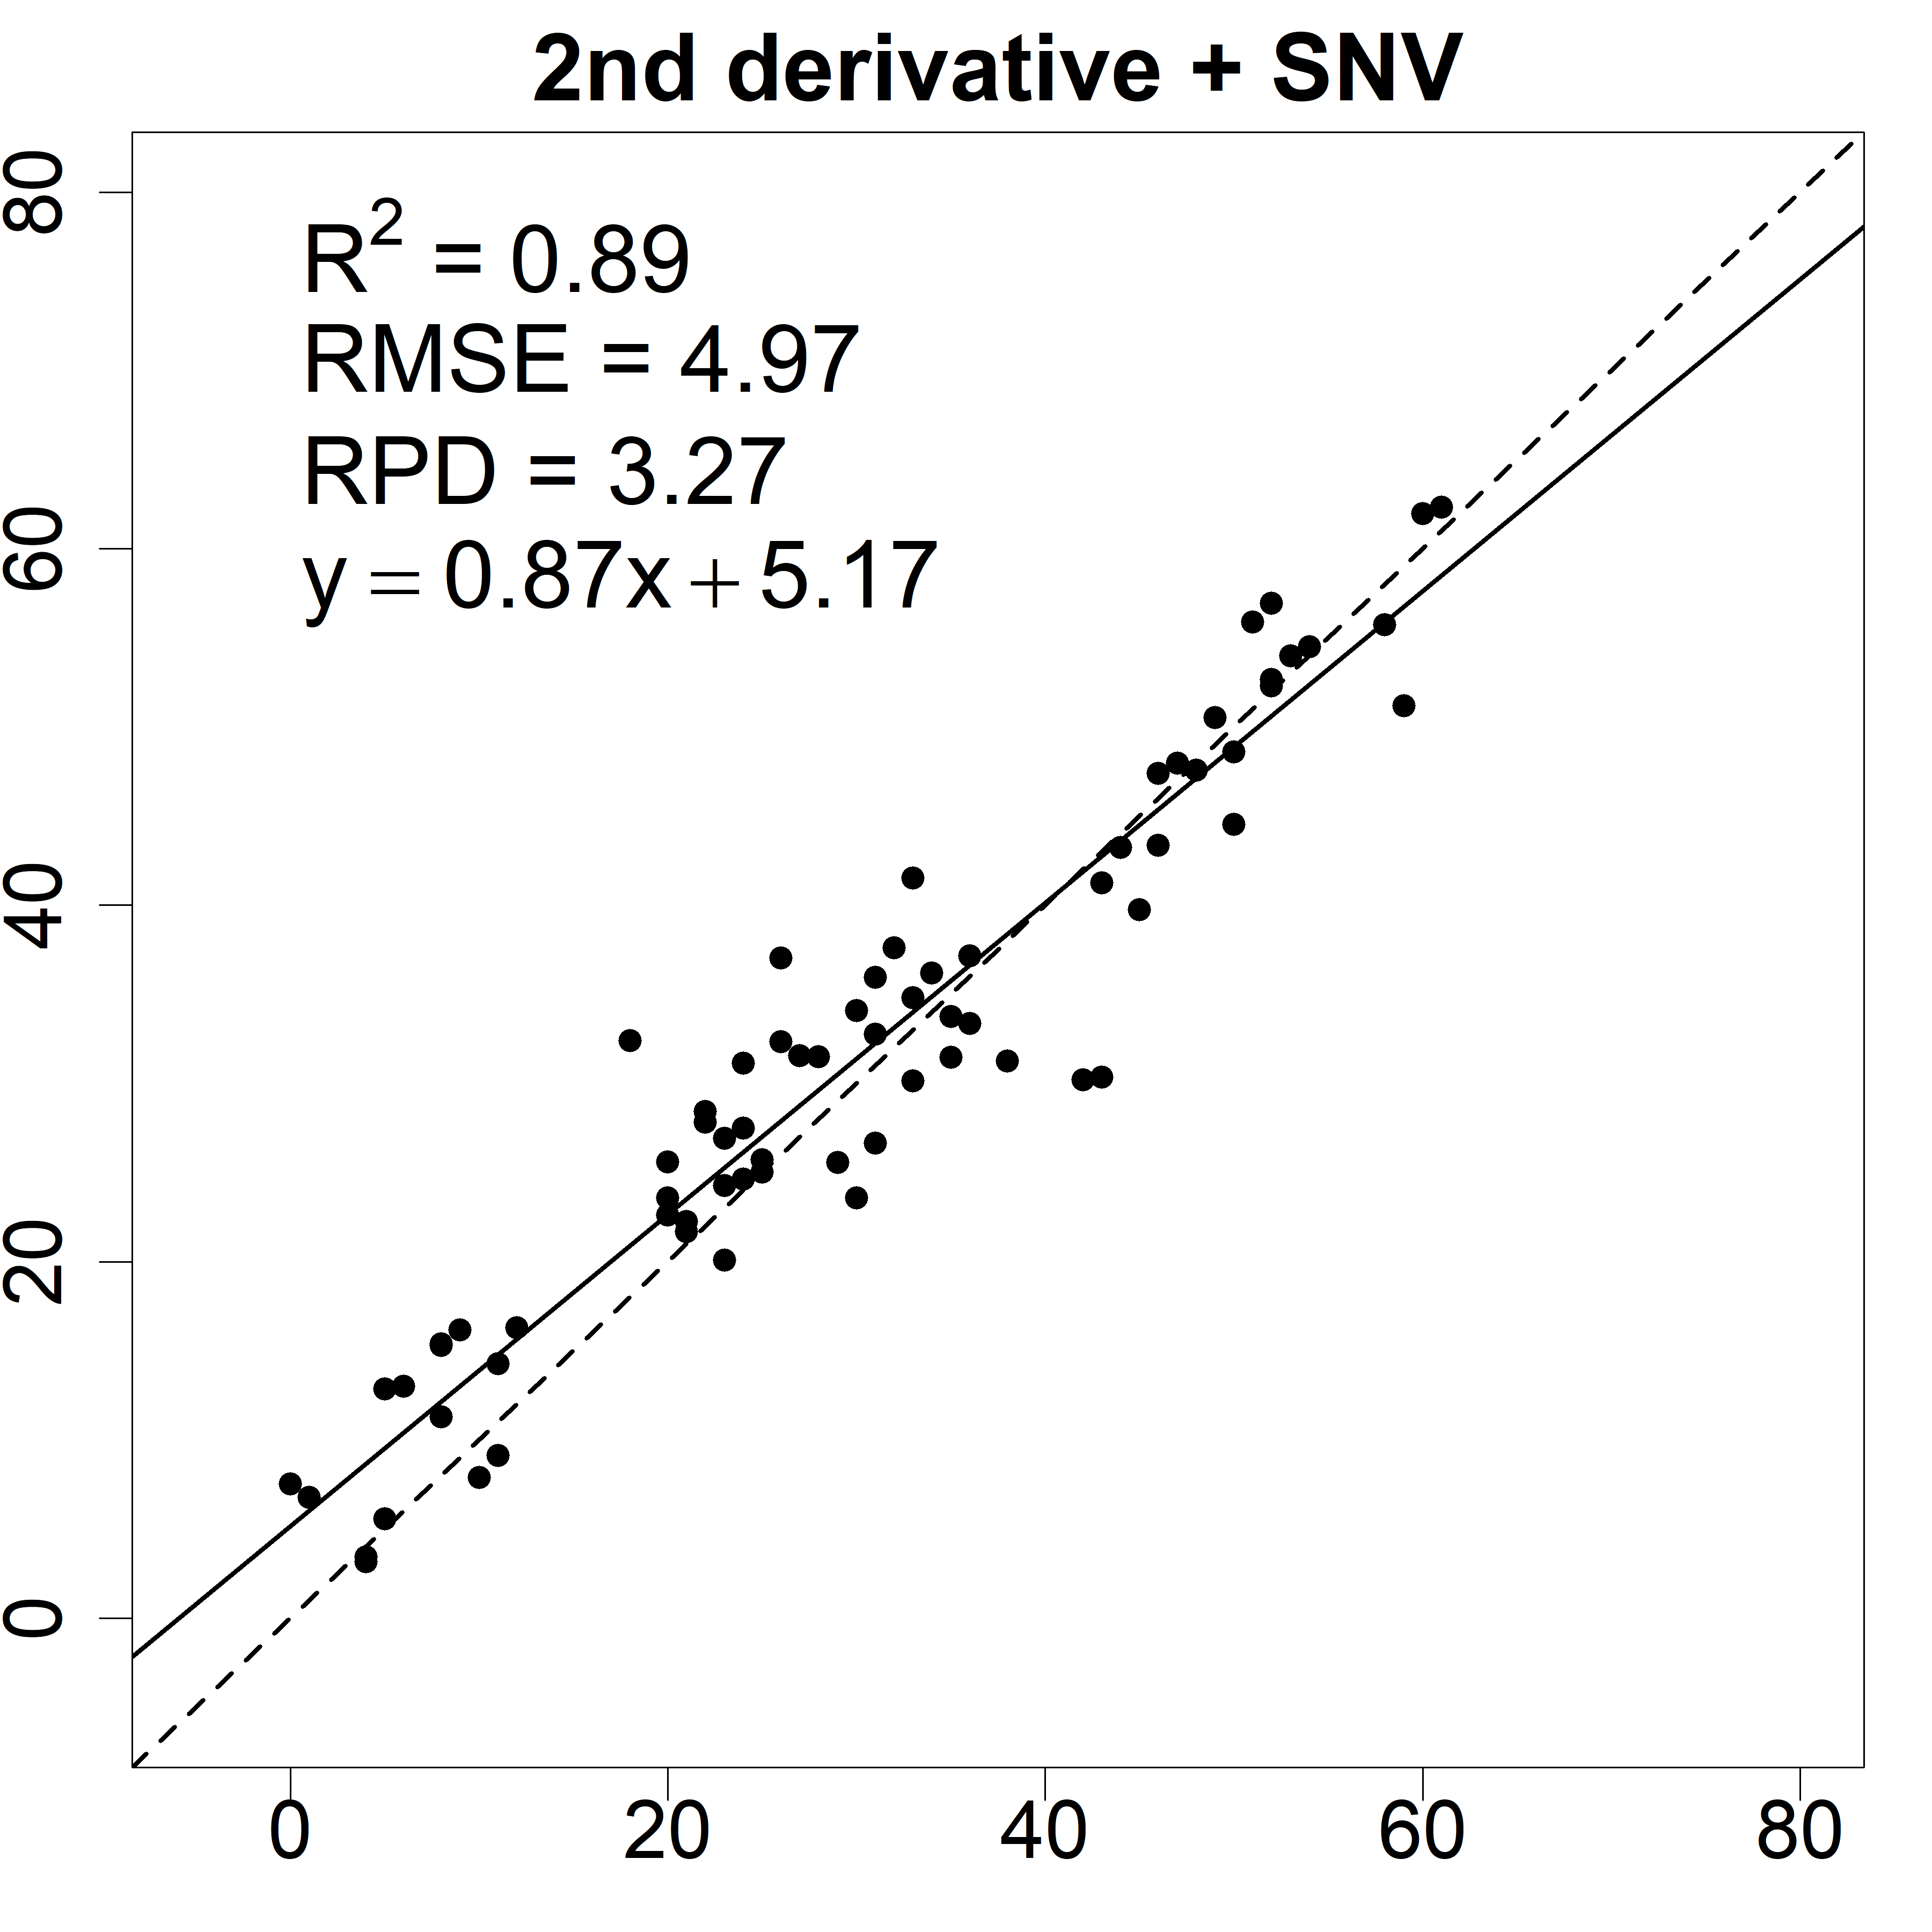 2nd derivative + SNV
R² = 0.89
RMSE = 4.97
RPD = 3.27
y = 0.87x + 5.17
80
60
40
20
0
0 20 40 60 80